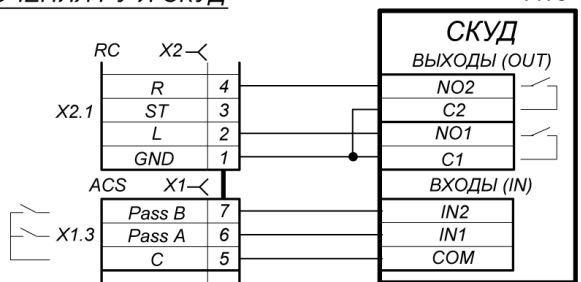 СКУД
RC X2
ВЫХОДЫ (OUT)
R 4 NO2
X2.1 ST 3 C2
L 2 NO1
GND 1 C1
ACS X1 ВХОДЫ (IN)
Pass B 7 IN2
X1.3 Pass A 6 IN1
C 5 COM